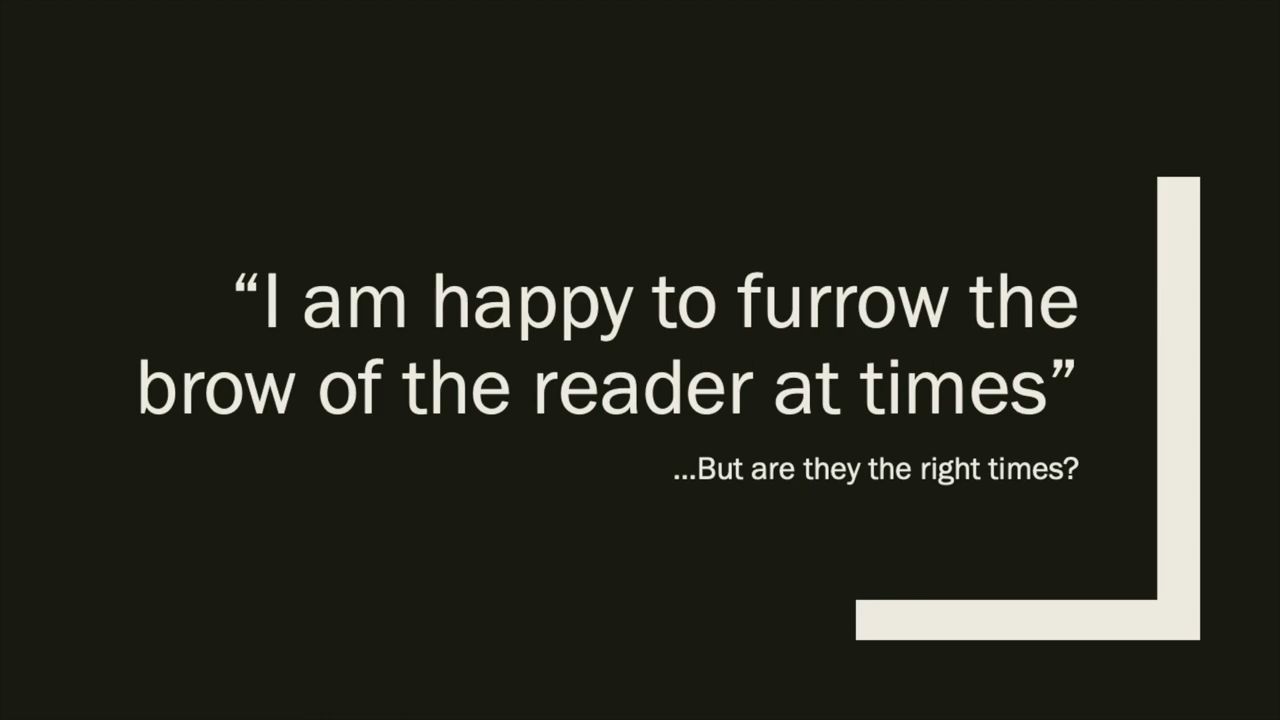 “I am happy to furrow the
brow of the reader at times”
...But are they the right times?